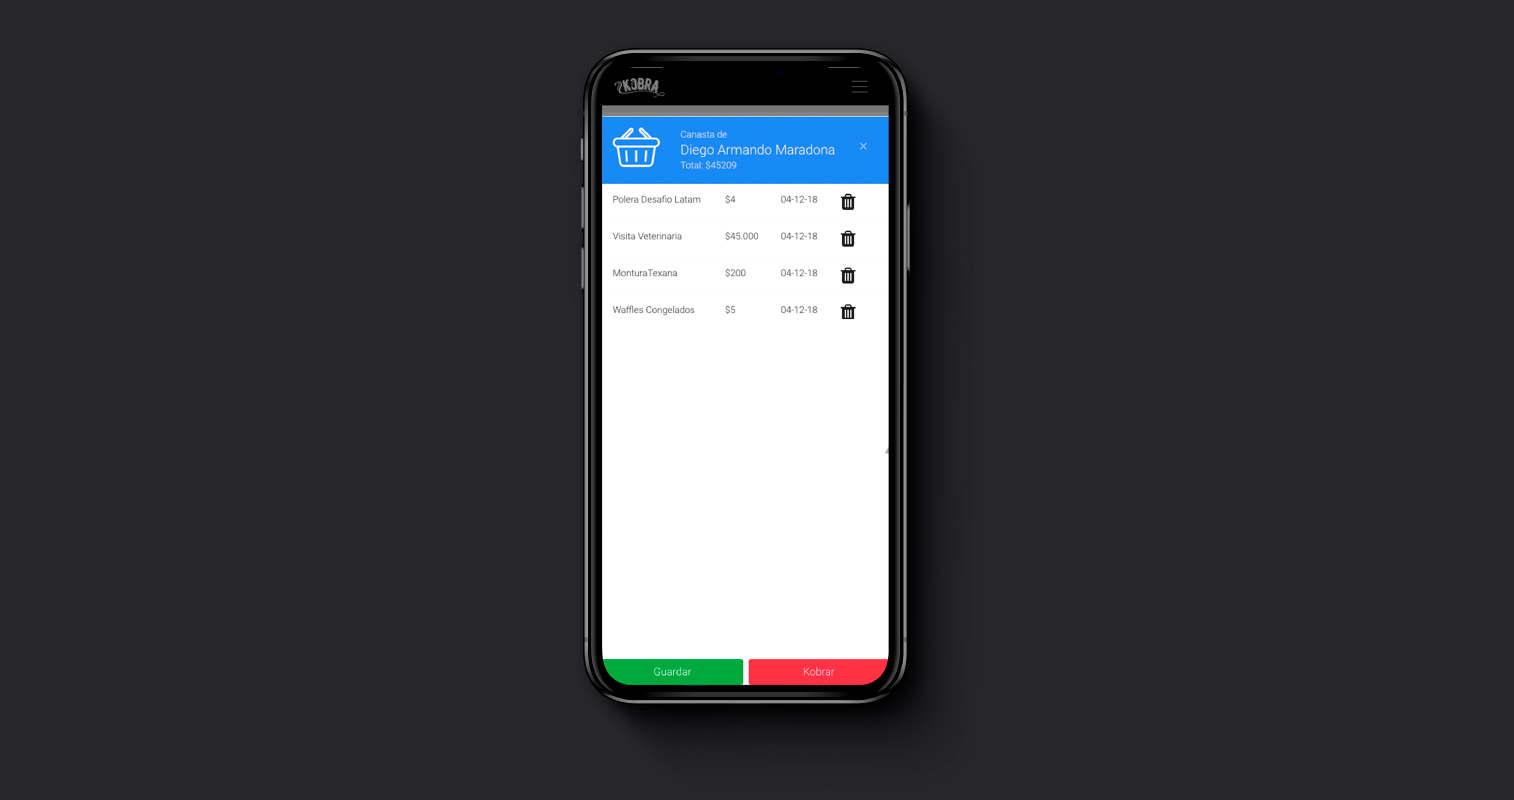 KOBRA
Canasta de
Diego Armando Maradona
Total: $45209
Polera Desafio Latam $4 04-12-18
Visita Veterinaria $45.000 04-12-18
MonturaTexana $200 04-12-18
Waffles Congelados $5 04-12-18
Guardar Kobrar